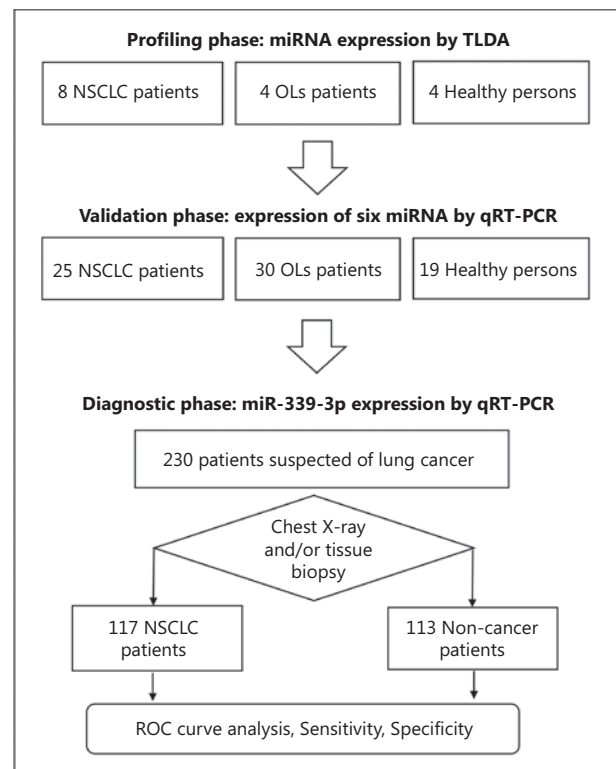 Profiling phase: miRNA expression by TLDA
8 NSCLC patients
4 OLs patients
4 Healthy persons
Validation phase: expression of six miRNA by qRT-PCR
25 NSCLC patients
30 OLs patients
19 Healthy persons
Diagnostic phase: miR-339-3p expression by qRT-PCR
230 patients suspected of lung cancer
Chest X-ray
and/or tissue
biopsy
117 NSCLC
patients
113 Non-cancer
patients
ROC curve analysis, Sensitivity, Specificity